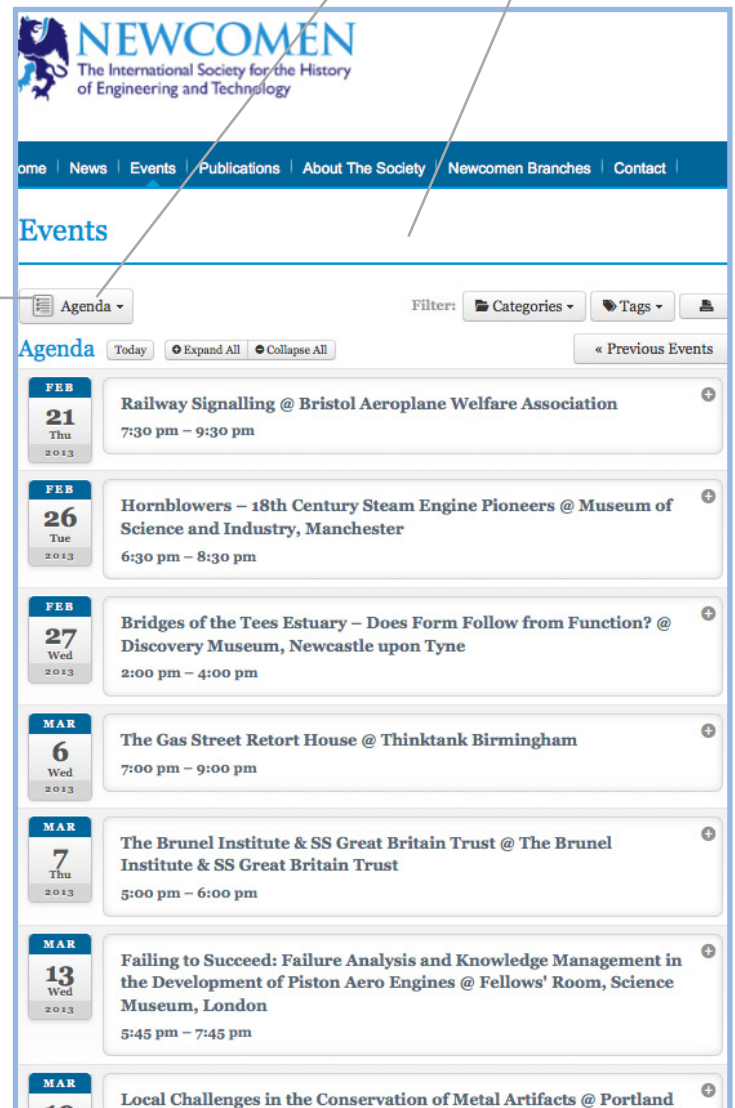 NEWCOMEN
The International Society for the History
of Engineering and Technology
ome News Events Publications About The Society Newcomen Branches Contact
Events
Agenda Filter: Categories Tags
Agenda Today Expand All Collapse All « Previous Events
FEB
21
Thu
2013
Railway Signalling @ Bristol Aeroplane Welfare Association
7:30 pm – 9:30 pm
FEB
26
Tue
2013
Hornblowers – 18th Century Steam Engine Pioneers @ Museum of
Science and Industry, Manchester
6:30 pm – 8:30 pm
FEB
27
Wed
2013
Bridges of the Tees Estuary – Does Form Follow from Function? @
Discovery Museum, Newcastle upon Tyne
2:00 pm – 4:00 pm
MAR
6
Wed
2013
The Gas Street Retort House @ Thinktank Birmingham
7:00 pm – 9:00 pm
MAR
7
Thu
2013
The Brunel Institute & SS Great Britain Trust @ The Brunel
Institute & SS Great Britain Trust
5:00 pm – 6:00 pm
MAR
13
Wed
2013
Failing to Succeed: Failure Analysis and Knowledge Management in
the Development of Piston Aero Engines @ Fellows' Room, Science
Museum, London
5:45 pm – 7:45 pm
MAR
Local Challenges in the Conservation of Metal Artifacts @ Portland